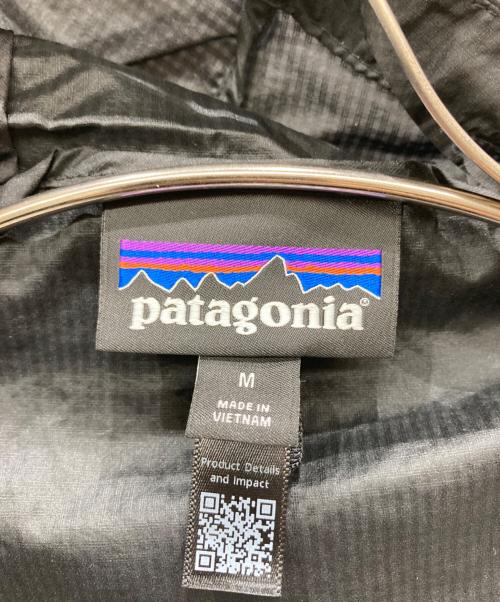 patagonia®
M
MADE IN
VIETNAM
Product Details
and Impact